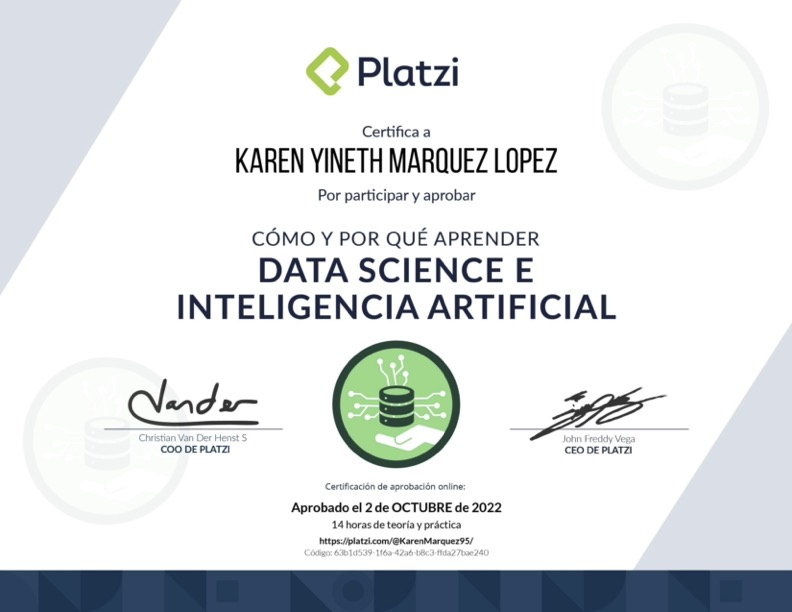 Platzi
Certifica a
KAREN YINETH MARQUEZ LOPEZ
Por participar y aprobar
CÓMO Y POR QUÉ APRENDER
DATA SCIENCE E
INTELIGENCIA ARTIFICIAL
Vander
Christian Van Der Henst S
COO DE PLATZI
John Freddy Vega
CEO DE PLATZI
Certificación de aprobación online:
Aprobado el 2 de OCTUBRE de 2022
14 horas de teoría y práctica
https://platzi.com/@KarenMarquez95/
Código: 63b1d539-1f6a-42a6-b8c3-ffda27bae240